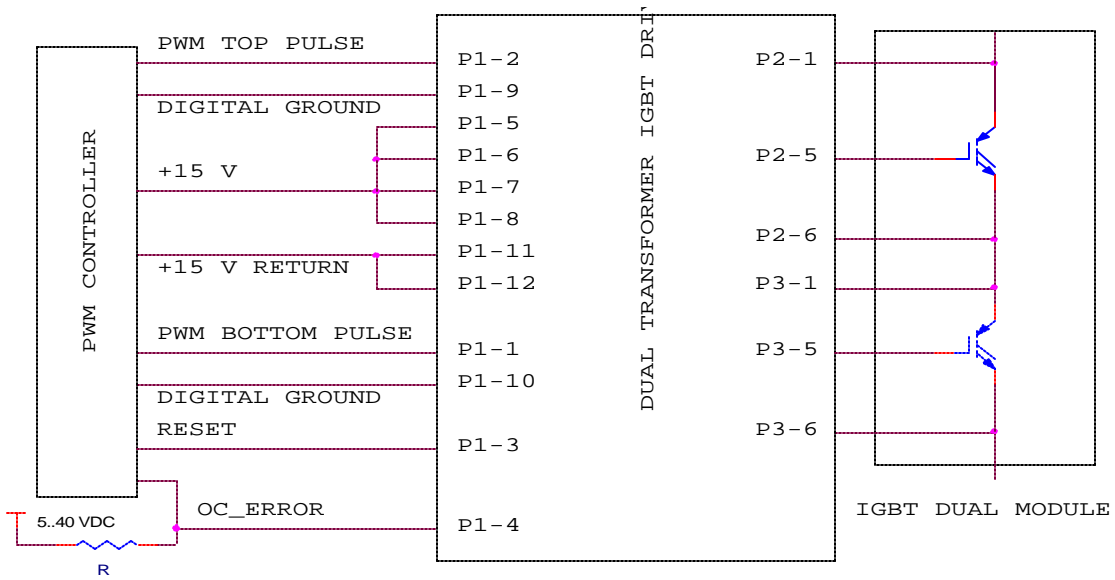 PWM CONTROLLER
PWM TOP PULSE
DIGITAL GROUND
+15 V
+15 V RETURN
PWM BOTTOM PULSE
DIGITAL GROUND
RESET
OC_ERROR
5..40 VDC
R
P1-2
P1-9
P1-5
P1-6
P1-7
P1-8
P1-11
P1-12
P1-1
P1-10
P1-3
P1-4
DUAL TRANSFORMER IGBT
P2-1
P2-5
P2-6
P3-1
P3-5
P3-6
IGBT DUAL MODULE